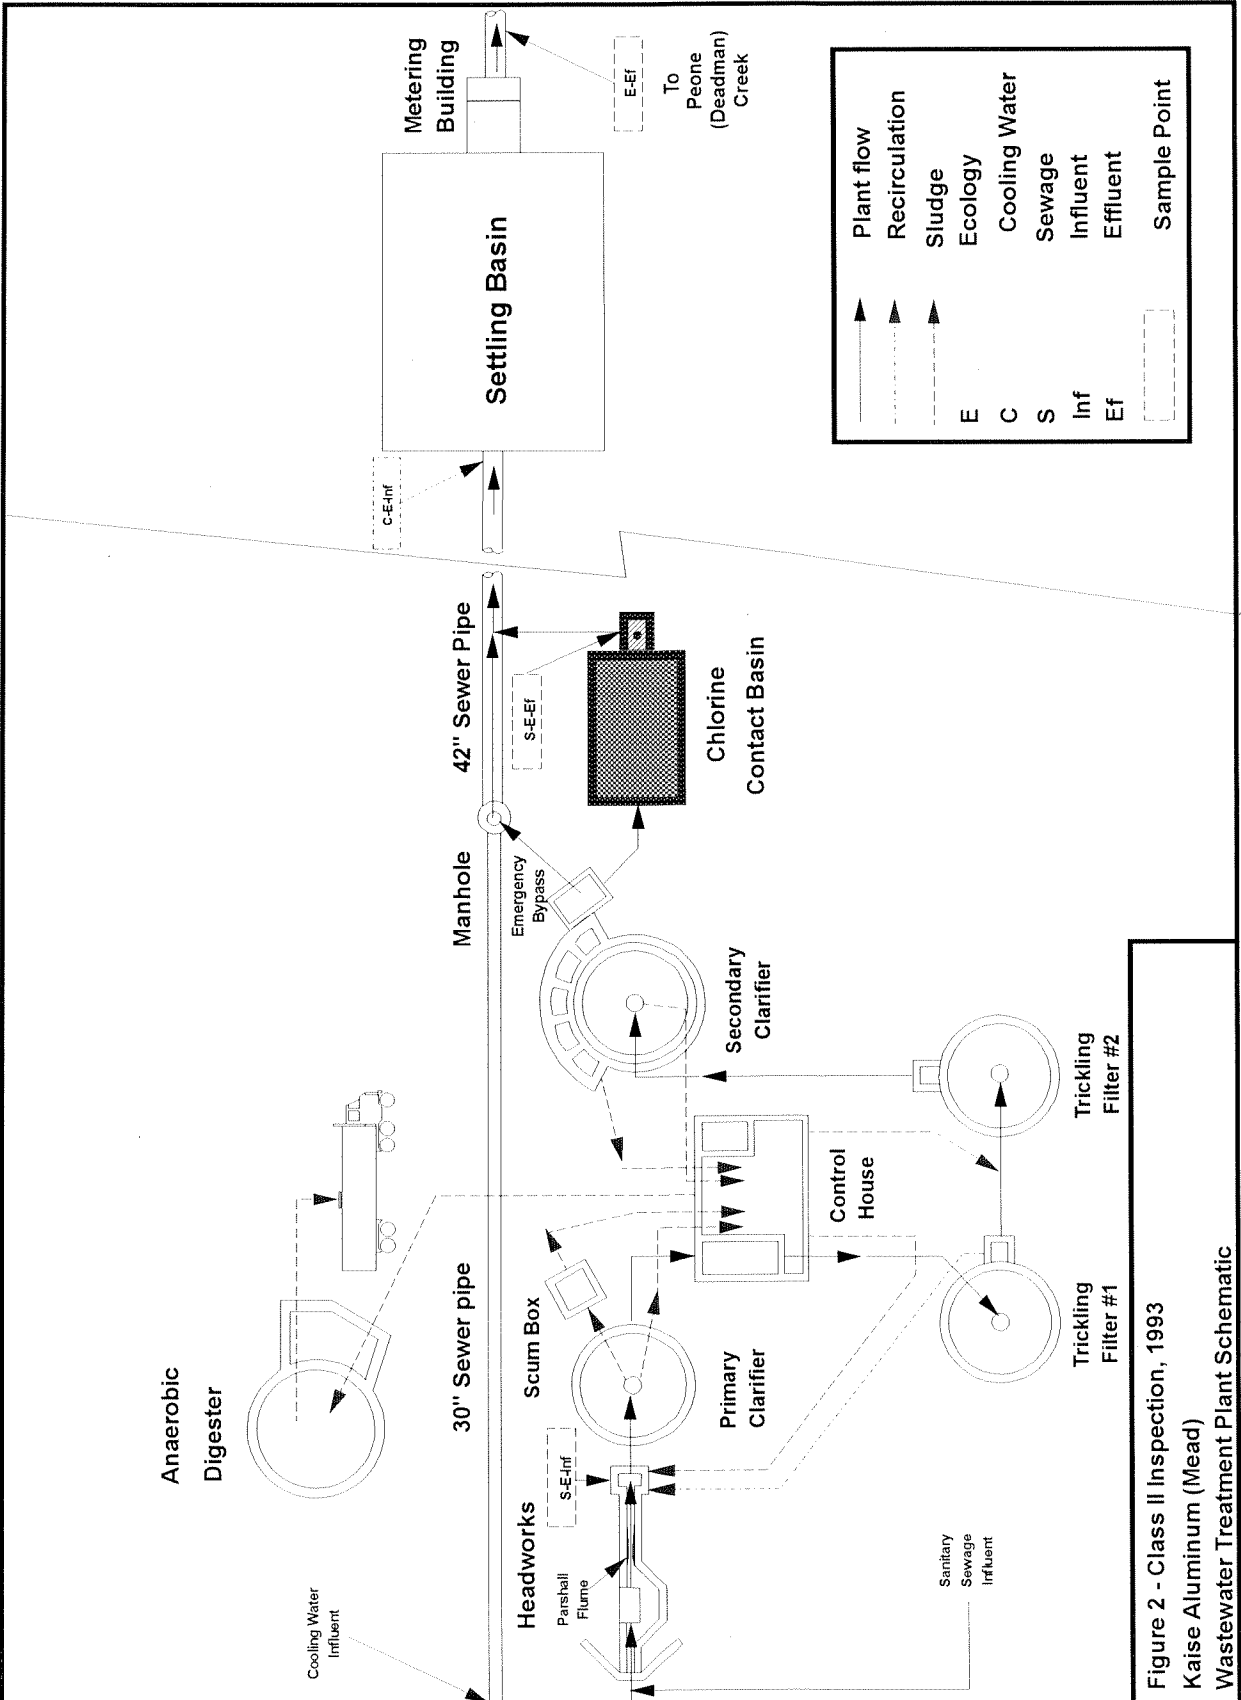 Cooling Water
Influent
Anaerobic
Digester
30" Sewer pipe
Manhole
42" Sewer Pipe
C-E-Inf
Settling Basin
Metering
Building
E-Ef
To
Peone
(Deadman)
Creek
Headworks
Parshall
Flume
S-E-Inf
Scum Box
Primary
Clarifier
Control
House
Secondary
Clarifier
Emergency
Bypass
S-E-Ef
Chlorine
Contact Basin
Sanitary
Sewage
Influent
Trickling
Filter #1
Trickling
Filter #2
Plant flow
Recirculation
Sludge
E Ecology
C Cooling Water
S Sewage
Inf Influent
Ef Effluent
Sample Point
Figure 2 - Class II Inspection, 1993
Kaise Aluminum (Mead)
Wastewater Treatment Plant Schematic